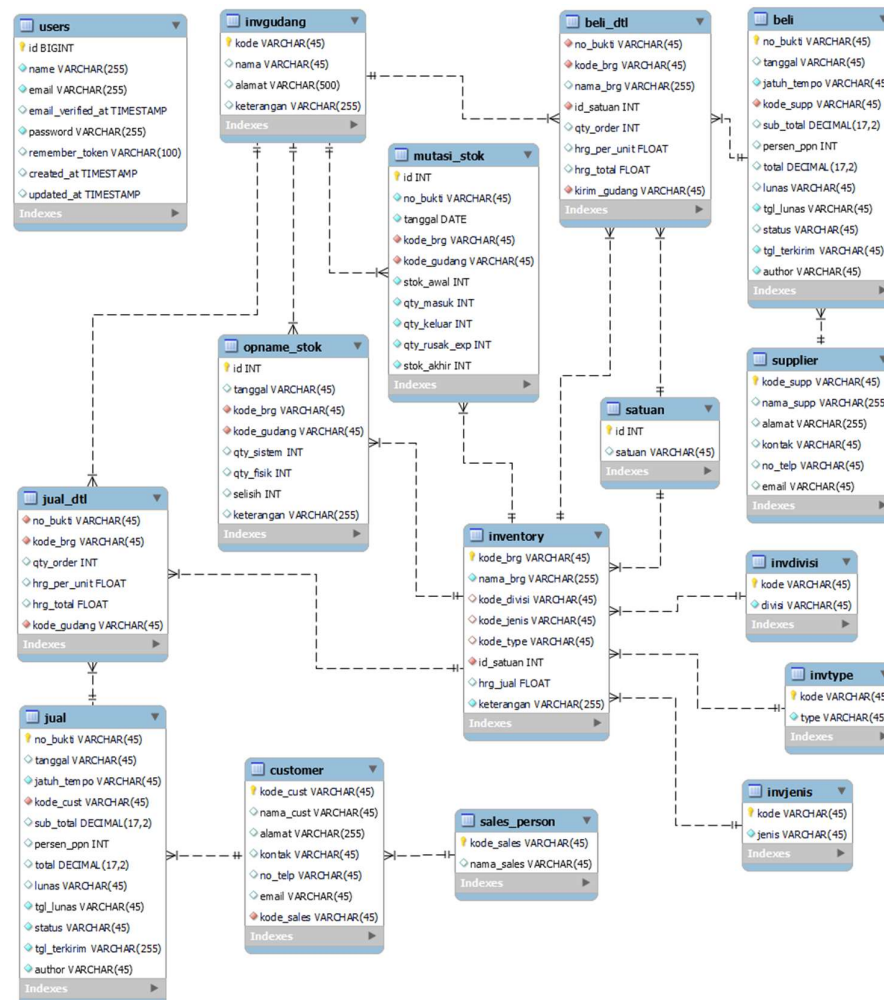 users
id BIGINT
name VARCHAR(255)
email VARCHAR(255)
email_verified_at TIMESTAMP
password VARCHAR(255)
remember_token VARCHAR(100)
created_at TIMESTAMP
updated_at TIMESTAMP
Indexes
invgudang
kode VARCHAR(45)
nama VARCHAR(45)
alamat VARCHAR(500)
keterangan VARCHAR(255)
Indexes
beli_dtl
no_bukti VARCHAR(45)
kode_brg VARCHAR(45)
nama_brg VARCHAR(255)
id_satuan INT
qty_order INT
hrg_per_unit FLOAT
hrg_total FLOAT
kirim_gudang VARCHAR(45)
Indexes
beli
no_bukti VARCHAR(45)
tanggal VARCHAR(45)
jatuh_tempo VARCHAR(45)
kode_supp VARCHAR(45)
sub_total DECIMAL(17,2)
persen_ppn INT
total DECIMAL(17,2)
lunas VARCHAR(45)
tgl_lunas VARCHAR(45)
status VARCHAR(45)
tgl_terkirim VARCHAR(45)
author VARCHAR(45)
Indexes
mutasi_stok
id INT
no_bukti VARCHAR(45)
tanggal DATE
kode_brg VARCHAR(45)
kode_gudang VARCHAR(45)
stok_awal INT
qty_masuk INT
qty_keluar INT
qty_rusak_exp INT
stok_akhir INT
Indexes
opname_stok
id INT
tanggal VARCHAR(45)
kode_brg VARCHAR(45)
kode_gudang VARCHAR(45)
qty_sistem INT
qty_fisik INT
selisih INT
keterangan VARCHAR(255)
Indexes
satuan
id INT
satuan VARCHAR(45)
Indexes
supplier
kode_supp VARCHAR(45)
nama_supp VARCHAR(255)
alamat VARCHAR(255)
kontak VARCHAR(45)
no_telp VARCHAR(45)
email VARCHAR(45)
Indexes
jual_dtl
no_bukti VARCHAR(45)
kode_brg VARCHAR(45)
qty_order INT
hrg_per_unit FLOAT
hrg_total FLOAT
kode_gudang VARCHAR(45)
Indexes
inventory
kode_brg VARCHAR(45)
nama_brg VARCHAR(255)
kode_divisi VARCHAR(45)
kode_jenis VARCHAR(45)
kode_type VARCHAR(45)
id_satuan INT
hrg_jual FLOAT
keterangan VARCHAR(255)
Indexes
invdivisi
kode VARCHAR(45)
divisi VARCHAR(45)
Indexes
invtype
kode VARCHAR(45)
type VARCHAR(45)
Indexes
invjenis
kode VARCHAR(45)
jenis VARCHAR(45)
Indexes
jual
no_bukti VARCHAR(45)
tanggal VARCHAR(45)
jatuh_tempo VARCHAR(45)
kode_cust VARCHAR(45)
sub_total DECIMAL(17,2)
persen_ppn INT
total DECIMAL(17,2)
lunas VARCHAR(45)
tgl_lunas VARCHAR(45)
status VARCHAR(45)
tgl_terkirim VARCHAR(255)
author VARCHAR(45)
Indexes
customer
kode_cust VARCHAR(45)
nama_cust VARCHAR(45)
alamat VARCHAR(255)
kontak VARCHAR(45)
no_telp VARCHAR(45)
email VARCHAR(45)
kode_sales VARCHAR(45)
Indexes
sales_person
kode_sales VARCHAR(45)
nama_sales VARCHAR(45)
Indexes